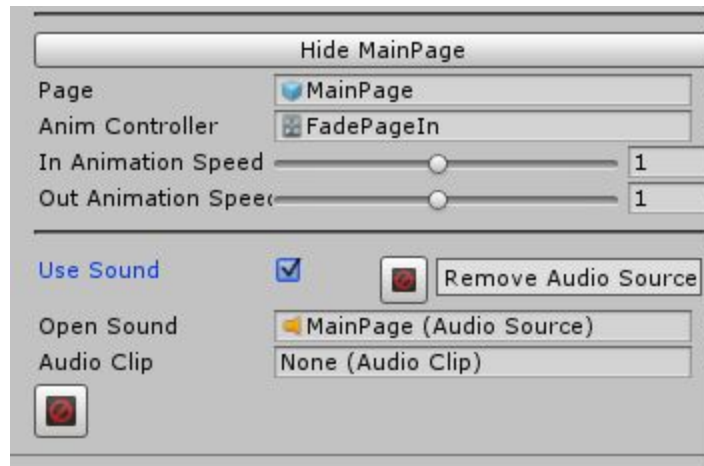 Hide MainPage
Page MainPage
Anim Controller FadePageIn
In Animation Speed 1
Out Animation Speed 1
Use Sound Remove Audio Source
Open Sound MainPage (Audio Source)
Audio Clip None (Audio Clip)